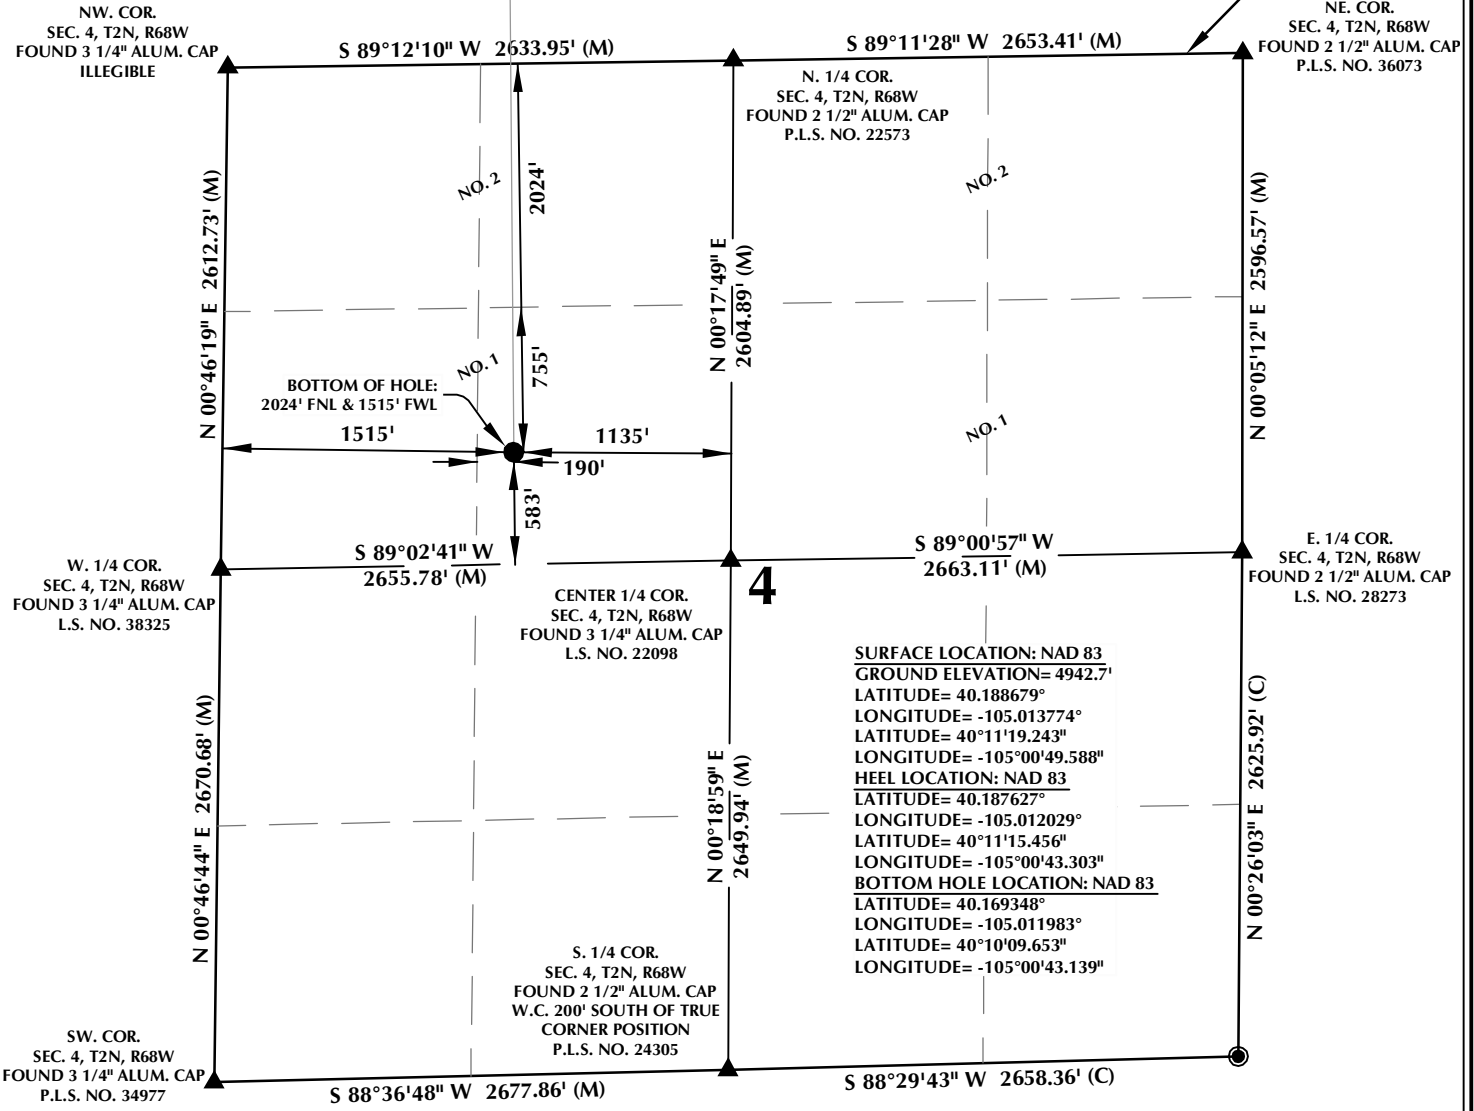 NW. COR.
SEC. 4, T2N, R68W
FOUND 3 1/4" ALUM. CAP
ILLEGIBLE
S 89°12'10" W 2633.95' (M)
S 89°11'28" W 2653.41' (M)
NE. COR.
SEC. 4, T2N, R68W
FOUND 2 1/2" ALUM. CAP
P.L.S. NO. 36073
N. 1/4 COR.
SEC. 4, T2N, R68W
FOUND 2 1/2" ALUM. CAP
P.L.S. NO. 22573
N 00°46'19" E 2612.73' (M)
NO. 2
2024'
N 00°17'49" E
2604.89' (M)
NO. 2
N 00°05'12" E 2596.57' (M)
NO. 1
755'
BOTTOM OF HOLE:
2024' FNL & 1515' FWL
1515'
1135'
190'
583'
NO. 1
S 89°02'41" W
2655.78' (M)
S 89°00'57" W
2663.11' (M)
W. 1/4 COR.
SEC. 4, T2N, R68W
FOUND 3 1/4" ALUM. CAP
L.S. NO. 38325
CENTER 1/4 COR.
SEC. 4, T2N, R68W
FOUND 3 1/4" ALUM. CAP
L.S. NO. 22098
4
E. 1/4 COR.
SEC. 4, T2N, R68W
FOUND 2 1/2" ALUM. CAP
L.S. NO. 28273
SURFACE LOCATION: NAD 83
GROUND ELEVATION= 4942.7'
LATITUDE= 40.188679°
LONGITUDE= -105.013774°
LATITUDE= 40°11'19.243"
LONGITUDE= -105°00'49.588"
HEEL LOCATION: NAD 83
LATITUDE= 40.187627°
LONGITUDE= -105.012029°
LATITUDE= 40°11'15.456"
LONGITUDE= -105°00'43.303"
BOTTOM HOLE LOCATION: NAD 83
LATITUDE= 40.169348°
LONGITUDE= -105.011983°
LATITUDE= 40°10'09.653"
LONGITUDE= -105°00'43.139"
N 00°46'44" E 2670.68' (M)
N 00°18'59" E
2649.94' (M)
N 00°26'03" E 2625.92' (C)
S. 1/4 COR.
SEC. 4, T2N, R68W
FOUND 2 1/2" ALUM. CAP
W.C. 200' SOUTH OF TRUE
CORNER POSITION
P.L.S. NO. 24305
SW. COR.
SEC. 4, T2N, R68W
FOUND 3 1/4" ALUM. CAP
P.L.S. NO. 34977
S 88°36'48" W 2677.86' (M)
S 88°29'43" W 2658.36' (C)